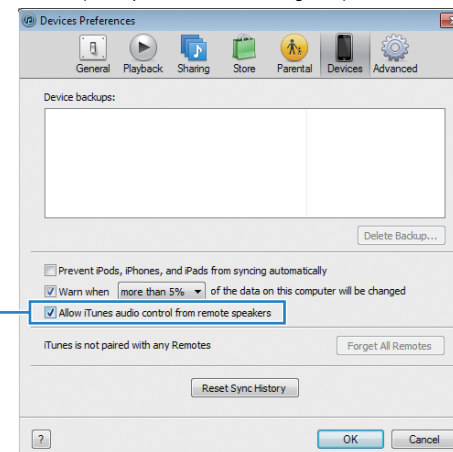 Devices Preferences
General Playback Sharing Store Parental Devices Advanced
Device backups:
Delete Backup...
Prevent iPods, iPhones, and iPads from syncing automatically
Warn when more than 5% of the data on this computer will be changed
Allow iTunes audio control from remote speakers
iTunes is not paired with any Remotes Forget All Remotes
Reset Sync History
? OK Cancel